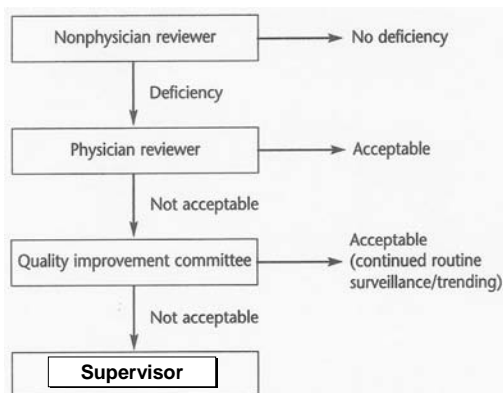 Nonphysician reviewer
No deficiency
Deficiency
Physician reviewer
Acceptable
Not acceptable
Quality improvement committee
Acceptable
(continued routine
surveillance/trending)
Not acceptable
Supervisor